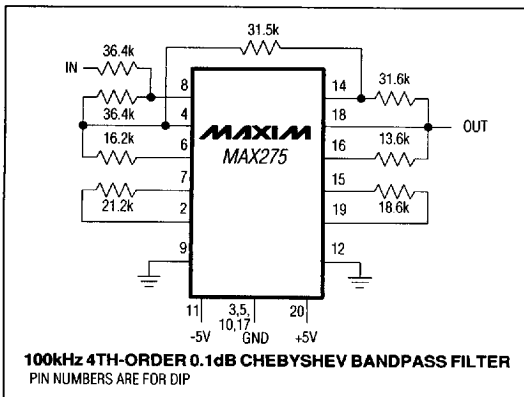 31.5k
36.4k
IN
36.4k
16.2k
21.2k
8
4
6
7
2
9
MAXIM
MAX275
14
18
16
15
19
12
31.6k
OUT
13.6k
18.6k
11
-5V
3,5,
10,17
GND
20
+5V
100kHz 4TH-ORDER 0.1dB CHEBYSHEV BANDPASS FILTER
PIN NUMBERS ARE FOR DIP